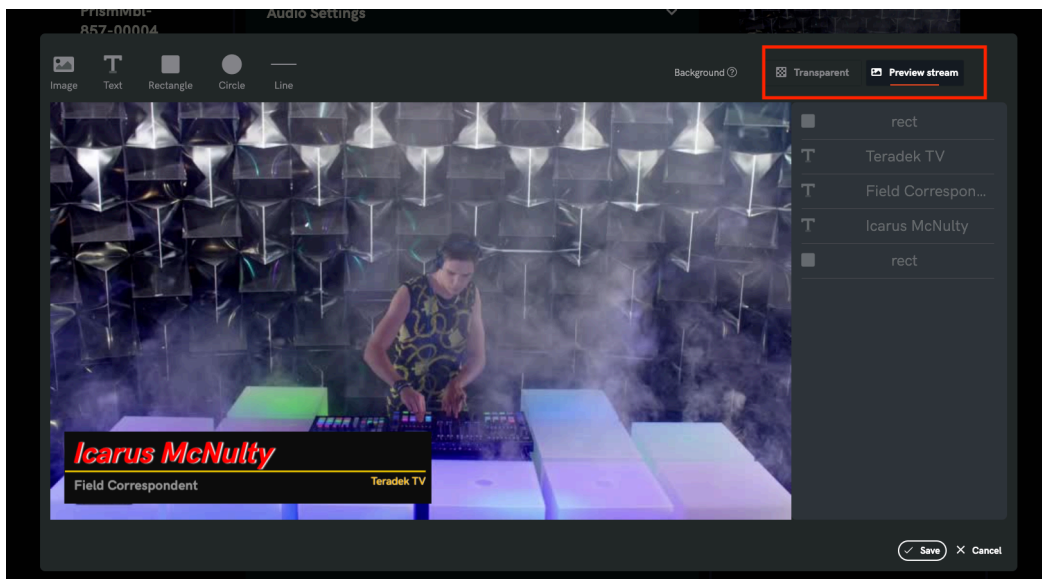 PrismMbl-
857-00004
Audio Settings
Image
Text
Rectangle
Circle
Line
Background
Transparent
Preview stream
rect
T Teradek TV
T Field Correspon...
T Icarus McNulty
rect
Icarus McNulty
Field Correspondent
Teradek TV
Save
Cancel